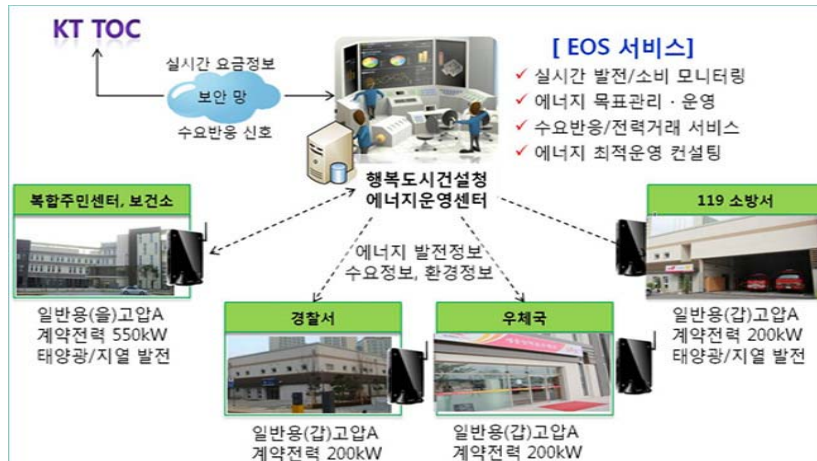 KT TOC
실시간 요금정보
보안 망
수요반응 신호
[ EOS 서비스]
✓ 실시간 발전/소비 모니터링
✓ 에너지 목표관리 · 운영
✓ 수요반응/전력거래 서비스
✓ 에너지 최적운영 컨설팅
행복도시건설청
에너지운영센터
복합주민센터, 보건소
119 소방서
에너지 발전정보
수요정보, 환경정보
일반용(을)고압A
계약전력 550kW
태양광/지열 발전
경찰서
우체국
일반용(갑)고압A
계약전력 200kW
태양광/지열 발전
일반용(갑)고압A
계약전력 200kW
일반용(갑)고압A
계약전력 200kW